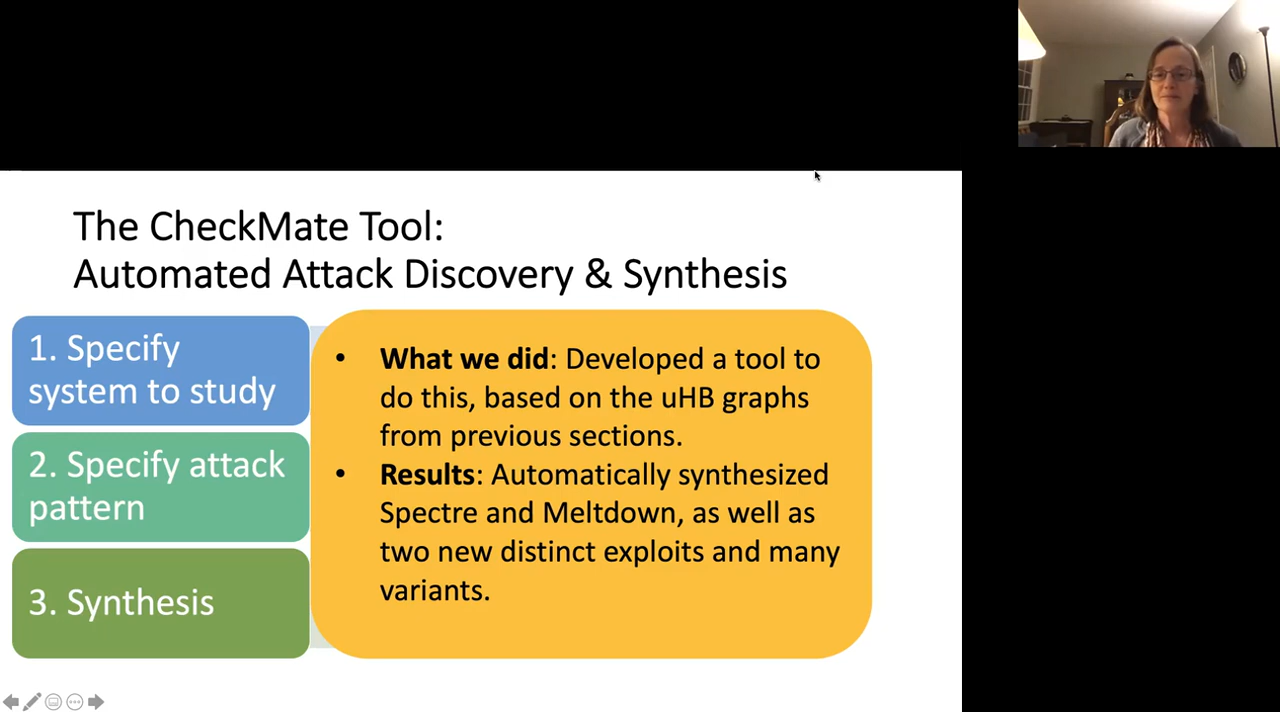 The CheckMate Tool:
Automated Attack Discovery & Synthesis
1. Specify
system to study
2. Specify attack
pattern
3. Synthesis
• What we did: Developed a tool to
do this, based on the uHB graphs
from previous sections.
• Results: Automatically synthesized
Spectre and Meltdown, as well as
two new distinct exploits and many
variants.